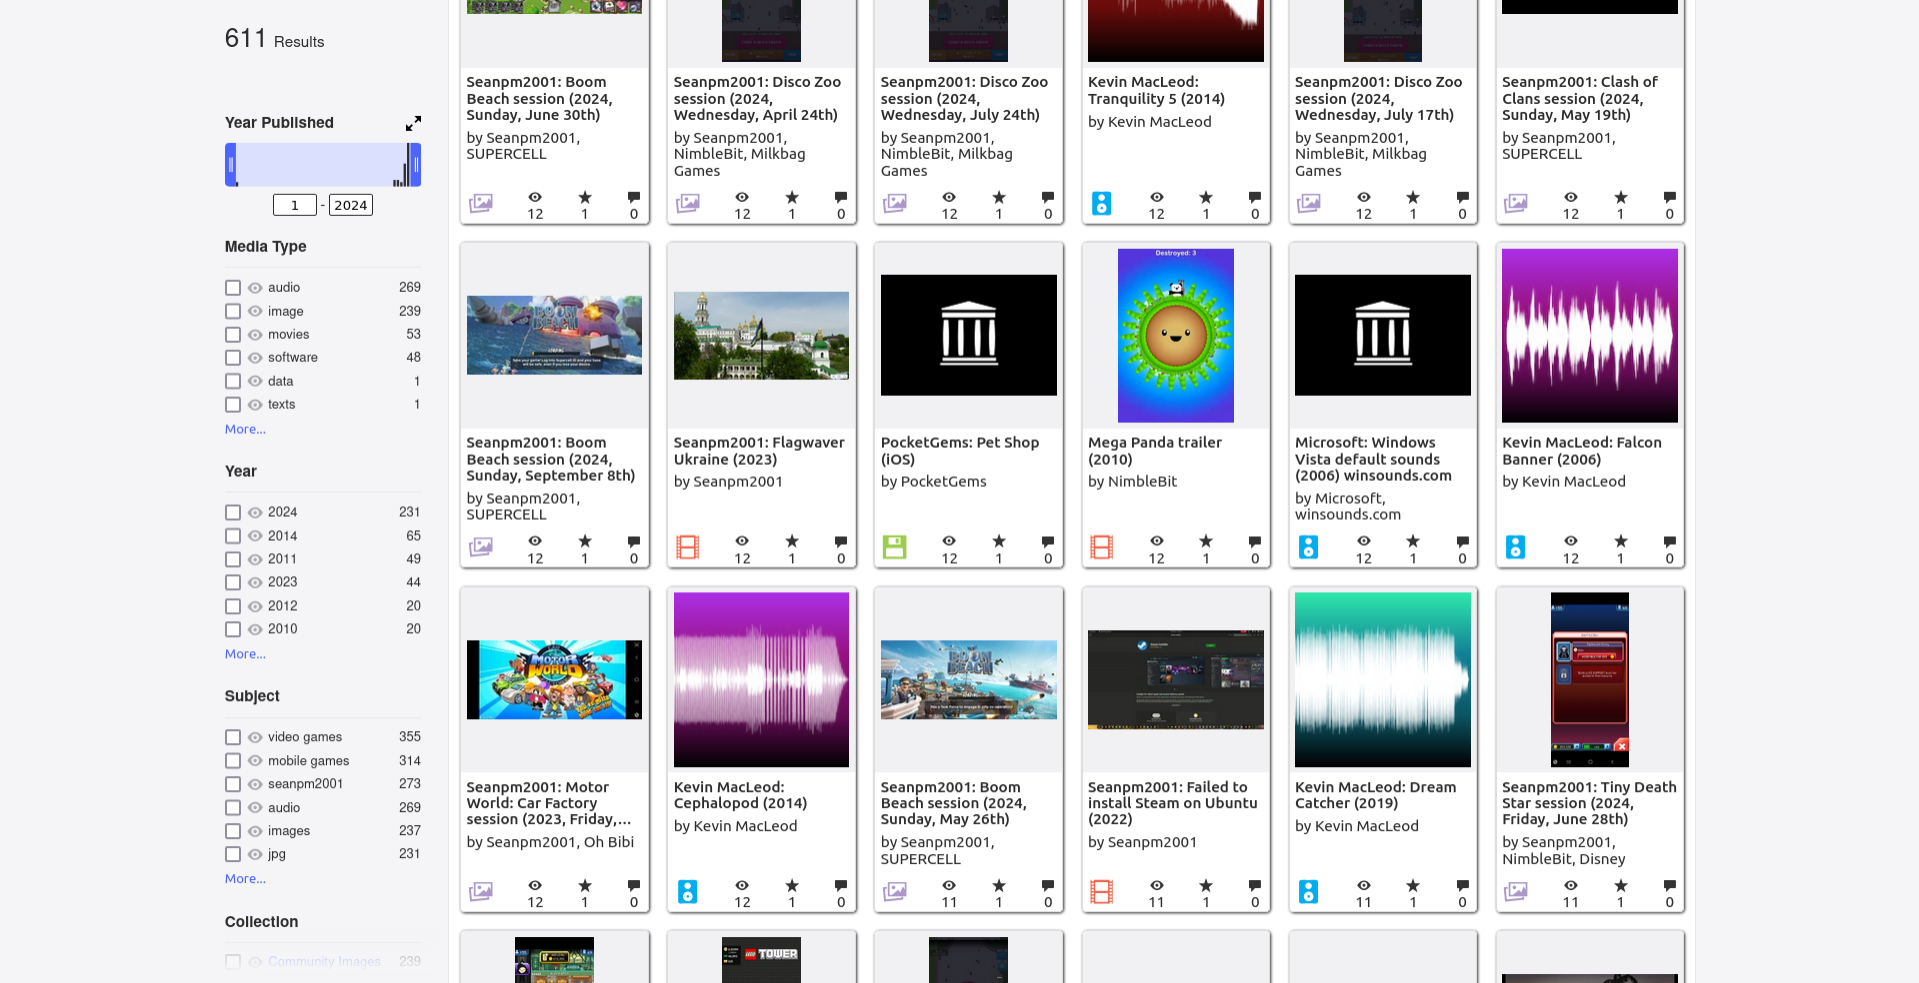 611 Results
Year Published
1 - 2024
Media Type
audio 269
image 239
movies 53
software 48
data 1
texts 1
More...
Year
2024 231
2014 65
2011 49
2023 44
2012 20
2010 20
More...
Subject
video games 355
mobile games 314
seanpm2001 273
audio 269
images 237
jpg 231
More...
Collection
Community Images 239
Seanpm2001: Boom
Beach session (2024,
Sunday, June 30th)
by Seanpm2001,
SUPERCELL
12 1 0
Seanpm2001: Disco Zoo
session (2024,
Wednesday, April 24th)
by Seanpm2001,
NimbleBit, Milkbag
Games
12 1 0
Seanpm2001: Disco Zoo
session (2024,
Wednesday, July 24th)
by Seanpm2001,
NimbleBit, Milkbag
Games
12 1 0
Kevin MacLeod:
Tranquility 5 (2014)
by Kevin MacLeod
12 1 0
Seanpm2001: Disco Zoo
session (2024,
Wednesday, July 17th)
by Seanpm2001,
NimbleBit, Milkbag
Games
12 1 0
Seanpm2001: Clash of
Clans session (2024,
Sunday, May 19th)
by Seanpm2001,
SUPERCELL
12 1 0
BOOM
BEACH
Seanpm2001: Boom
Beach session (2024,
Sunday, September 8th)
by Seanpm2001,
SUPERCELL
12 1 0
Seanpm2001: Flagwaver
Ukraine (2023)
by Seanpm2001
12 1 0
PocketGems: Pet Shop
(iOS)
by PocketGems
12 1 0
Destroyed: 3
Mega Panda trailer
(2010)
by NimbleBit
12 1 0
Microsoft: Windows
Vista default sounds
(2006) winsounds.com
by Microsoft,
winsounds.com
12 1 0
Kevin MacLeod: Falcon
Banner (2006)
by Kevin MacLeod
12 1 0
MOTOR
WORLD
Seanpm2001: Motor
World: Car Factory
session (2023, Friday,...
by Seanpm2001, Oh Bibi
12 1 0
Kevin MacLeod:
Cephalopod (2014)
by Kevin MacLeod
12 1 0
BOOM
BEACH
Seanpm2001: Boom
Beach session (2024,
Sunday, May 26th)
by Seanpm2001,
SUPERCELL
11 1 0
Seanpm2001: Failed to
install Steam on Ubuntu
(2022)
by Seanpm2001
11 1 0
Kevin MacLeod: Dream
Catcher (2019)
by Kevin MacLeod
11 1 0
Seanpm2001: Tiny Death
Star session (2024,
Friday, June 28th)
by Seanpm2001,
NimbleBit, Disney
11 1 0
LEGO TOWER